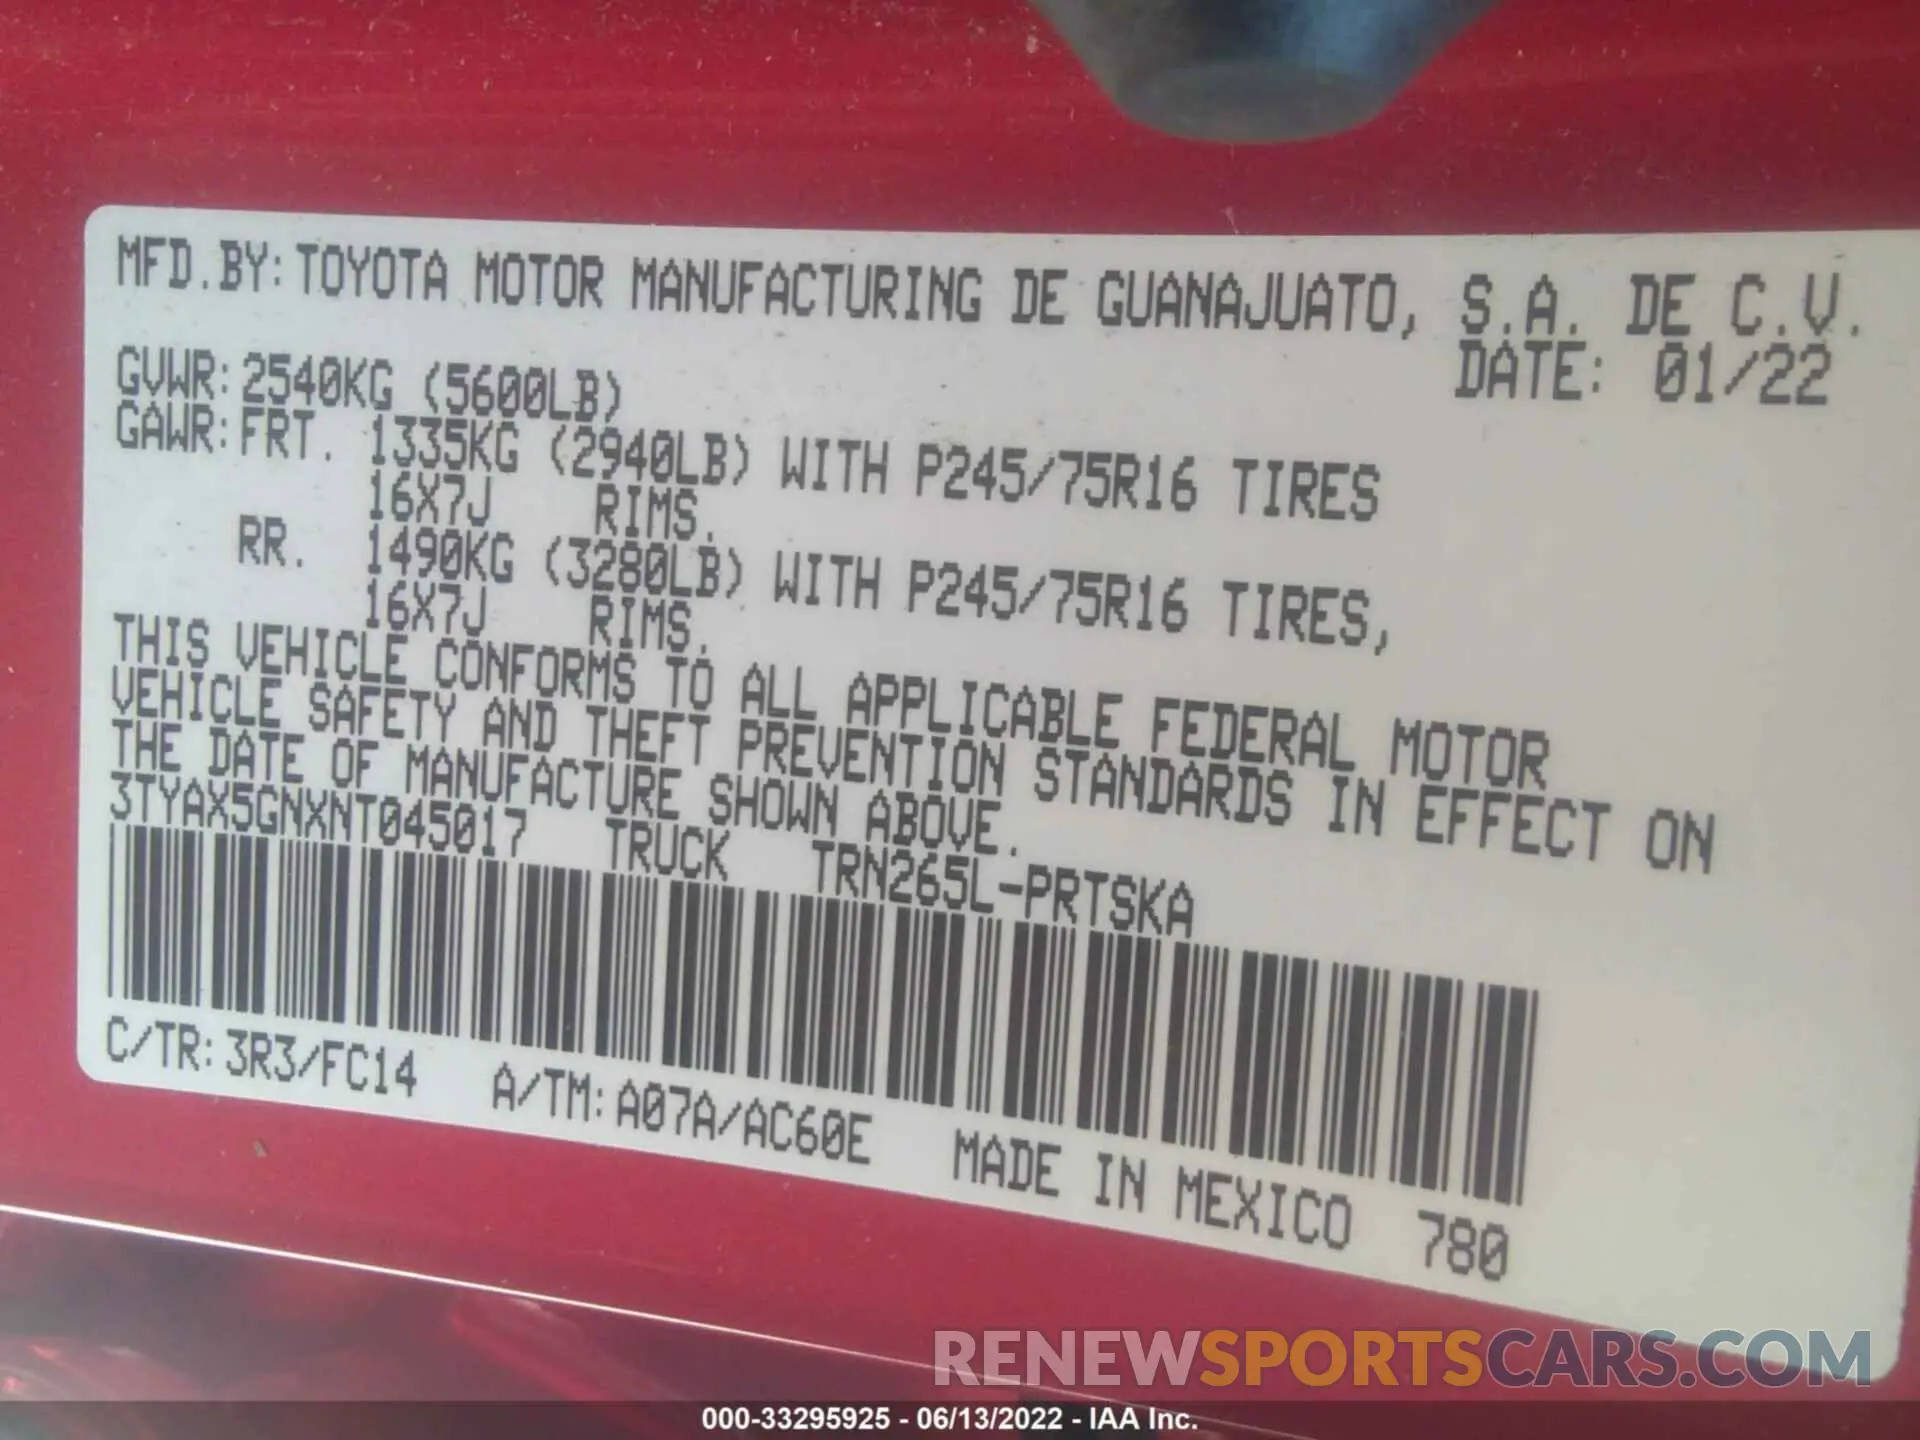 MFD.BY:TOYOTA MOTOR MANUFACTURING DE GUANAJUATO, S.A. DE C.V.
DATE: 01/22
GVWR:2540KG (5600LB)
GAWR:FRT. 1335KG (2940LB) WITH P245/75R16 TIRES
16X7J RIMS.
RR. 1490KG (3280LB) WITH P245/75R16 TIRES,
16X7J RIMS.
THIS VEHICLE CONFORMS TO ALL APPLICABLE FEDERAL MOTOR
VEHICLE SAFETY AND THEFT PREVENTION STANDARDS IN EFFECT ON
THE DATE OF MANUFACTURE SHOWN ABOVE.
3TYAX5GNXNT045017 TRUCK TRN265L-PRTSKA
C/TR:3R3/FC14 A/TM:A07A/AC60E MADE IN MEXICO 780
RENEWSPORTSCARS.COM
000-33295925 - 06/13/2022 - IAA Inc.